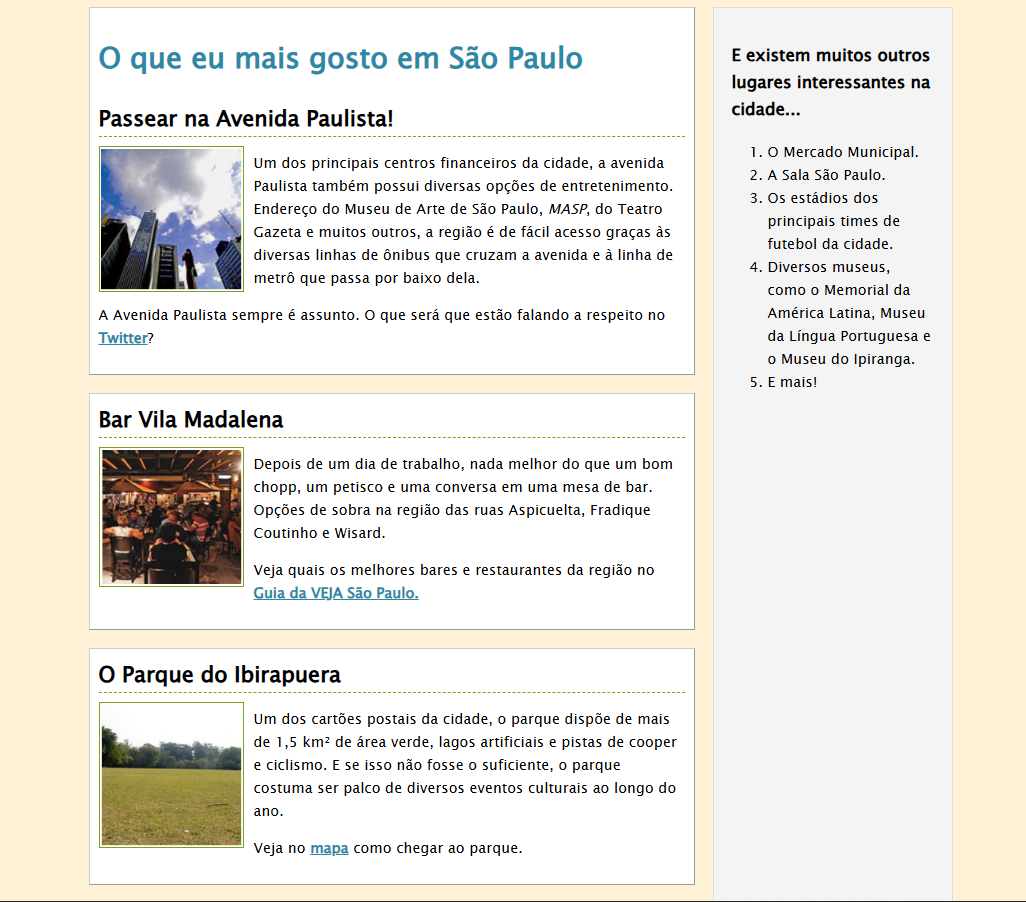 O que eu mais gosto em São Paulo
Passear na Avenida Paulista!
Um dos principais centros financeiros da cidade, a avenida
Paulista também possui diversas opções de entretenimento.
Endereço do Museu de Arte de São Paulo, MASP, do Teatro
Gazeta e muitos outros, a região é de fácil acesso graças às
diversas linhas de ônibus que cruzam a avenida e à linha de
metrô que passa por baixo dela.
A Avenida Paulista sempre é assunto. O que será que estão falando a respeito no
Twitter?
Bar Vila Madalena
Depois de um dia de trabalho, nada melhor do que um bom
chopp, um petisco e uma conversa em uma mesa de bar.
Opções de sobra na região das ruas Aspicuelta, Fradique
Coutinho e Wisard.
Veja quais os melhores bares e restaurantes da região no
Guia da VEJA São Paulo.
O Parque do Ibirapuera
Um dos cartões postais da cidade, o parque dispõe de mais
de 1,5 km² de área verde, lagos artificiais e pistas de cooper
e ciclismo. E se isso não fosse o suficiente, o parque
costuma ser palco de diversos eventos culturais ao longo do
ano.
Veja no mapa como chegar ao parque.
E existem muitos outros
lugares interessantes na
cidade...
1. O Mercado Municipal.
2. A Sala São Paulo.
3. Os estádios dos
principais times de
futebol da cidade.
4. Diversos museus,
como o Memorial da
América Latina, Museu
da Língua Portuguesa e
o Museu do Ipiranga.
5. E mais!